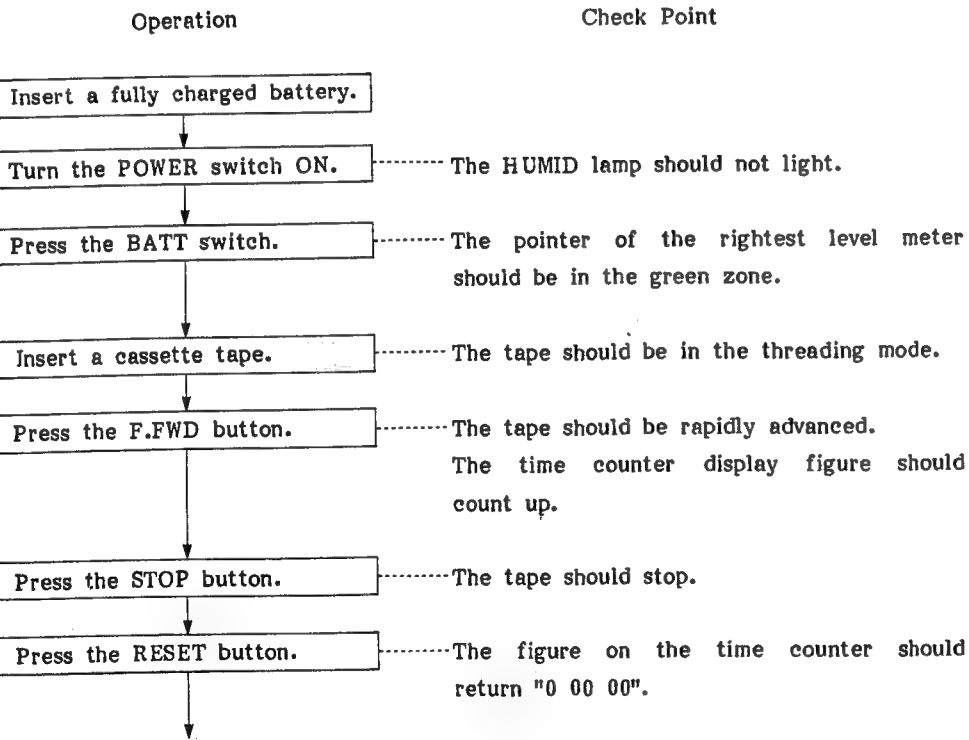 Operation
Check Point
Insert a fully charged battery.
Turn the POWER switch ON.
The HUMID lamp should not light.
Press the BATT switch.
The pointer of the rightest level meter
should be in the green zone.
Insert a cassette tape.
The tape should be in the threading mode.
Press the F.FWD button.
The tape should be rapidly advanced.
The time counter display figure should
count up.
Press the STOP button.
The tape should stop.
Press the RESET button.
The figure on the time counter should
return "0 00 00".